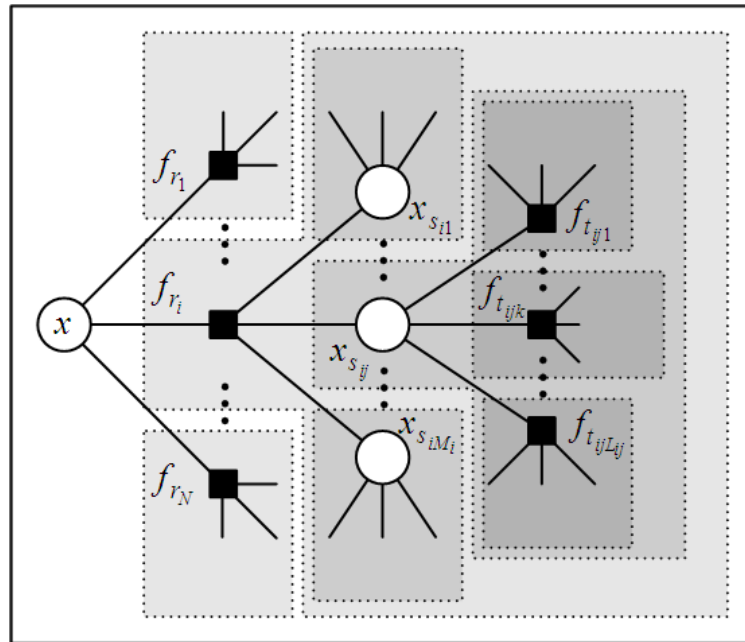 f_{r_1}
x_{s_{i1}}
f_{t_{ij1}}
f_{r_i}
f_{t_{ijk}}
x
x_{s_{ij}}
x_{s_{iM_i}}
f_{t_{ijL_{ij}}}
f_{r_N}